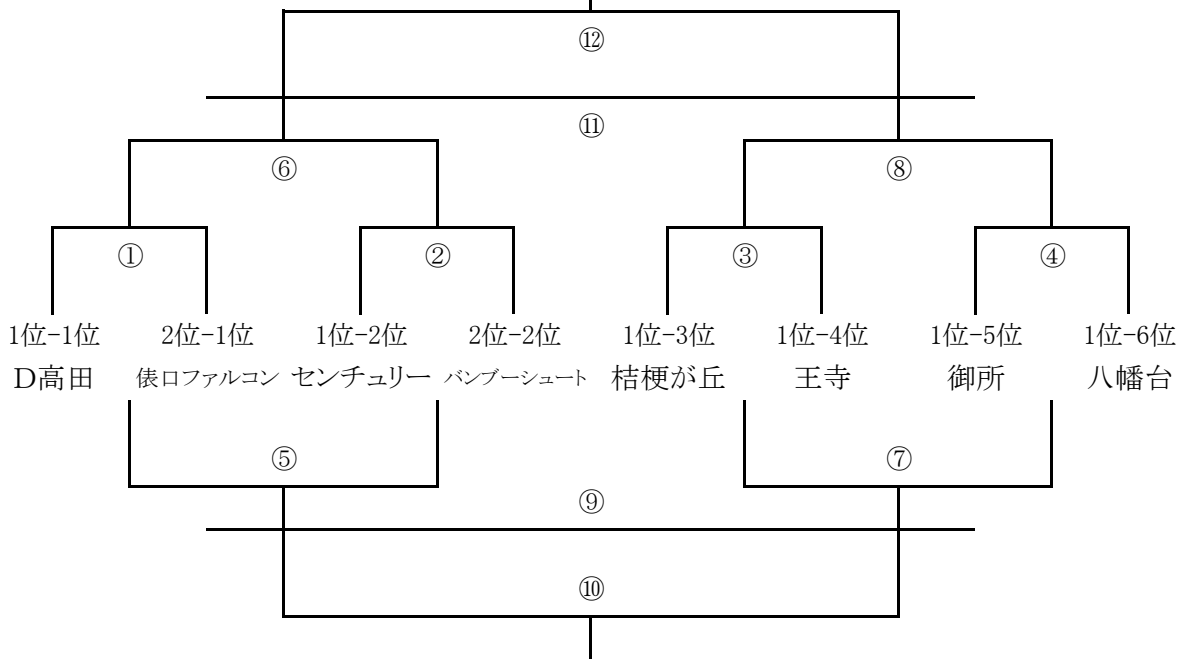 ⑫
⑪
⑥ ⑧
① ② ③ ④
1位-1位 2位-1位 1位-2位 2位-2位 1位-3位 1位-4位 1位-5位 1位-6位
D高田 俵口ファルコン センチュリー バンブーシュート 桔梗が丘 王寺 御所 八幡台
⑤ ⑦
⑨
⑩